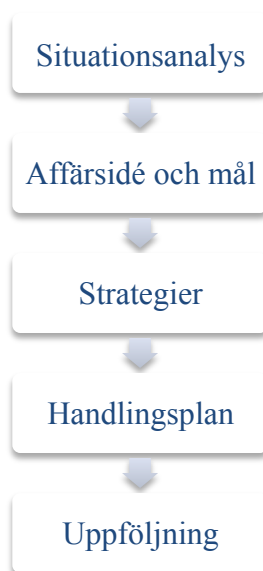 Situationsanalys
Affärsidé och mål
Strategier
Handlingsplan
Uppföljning